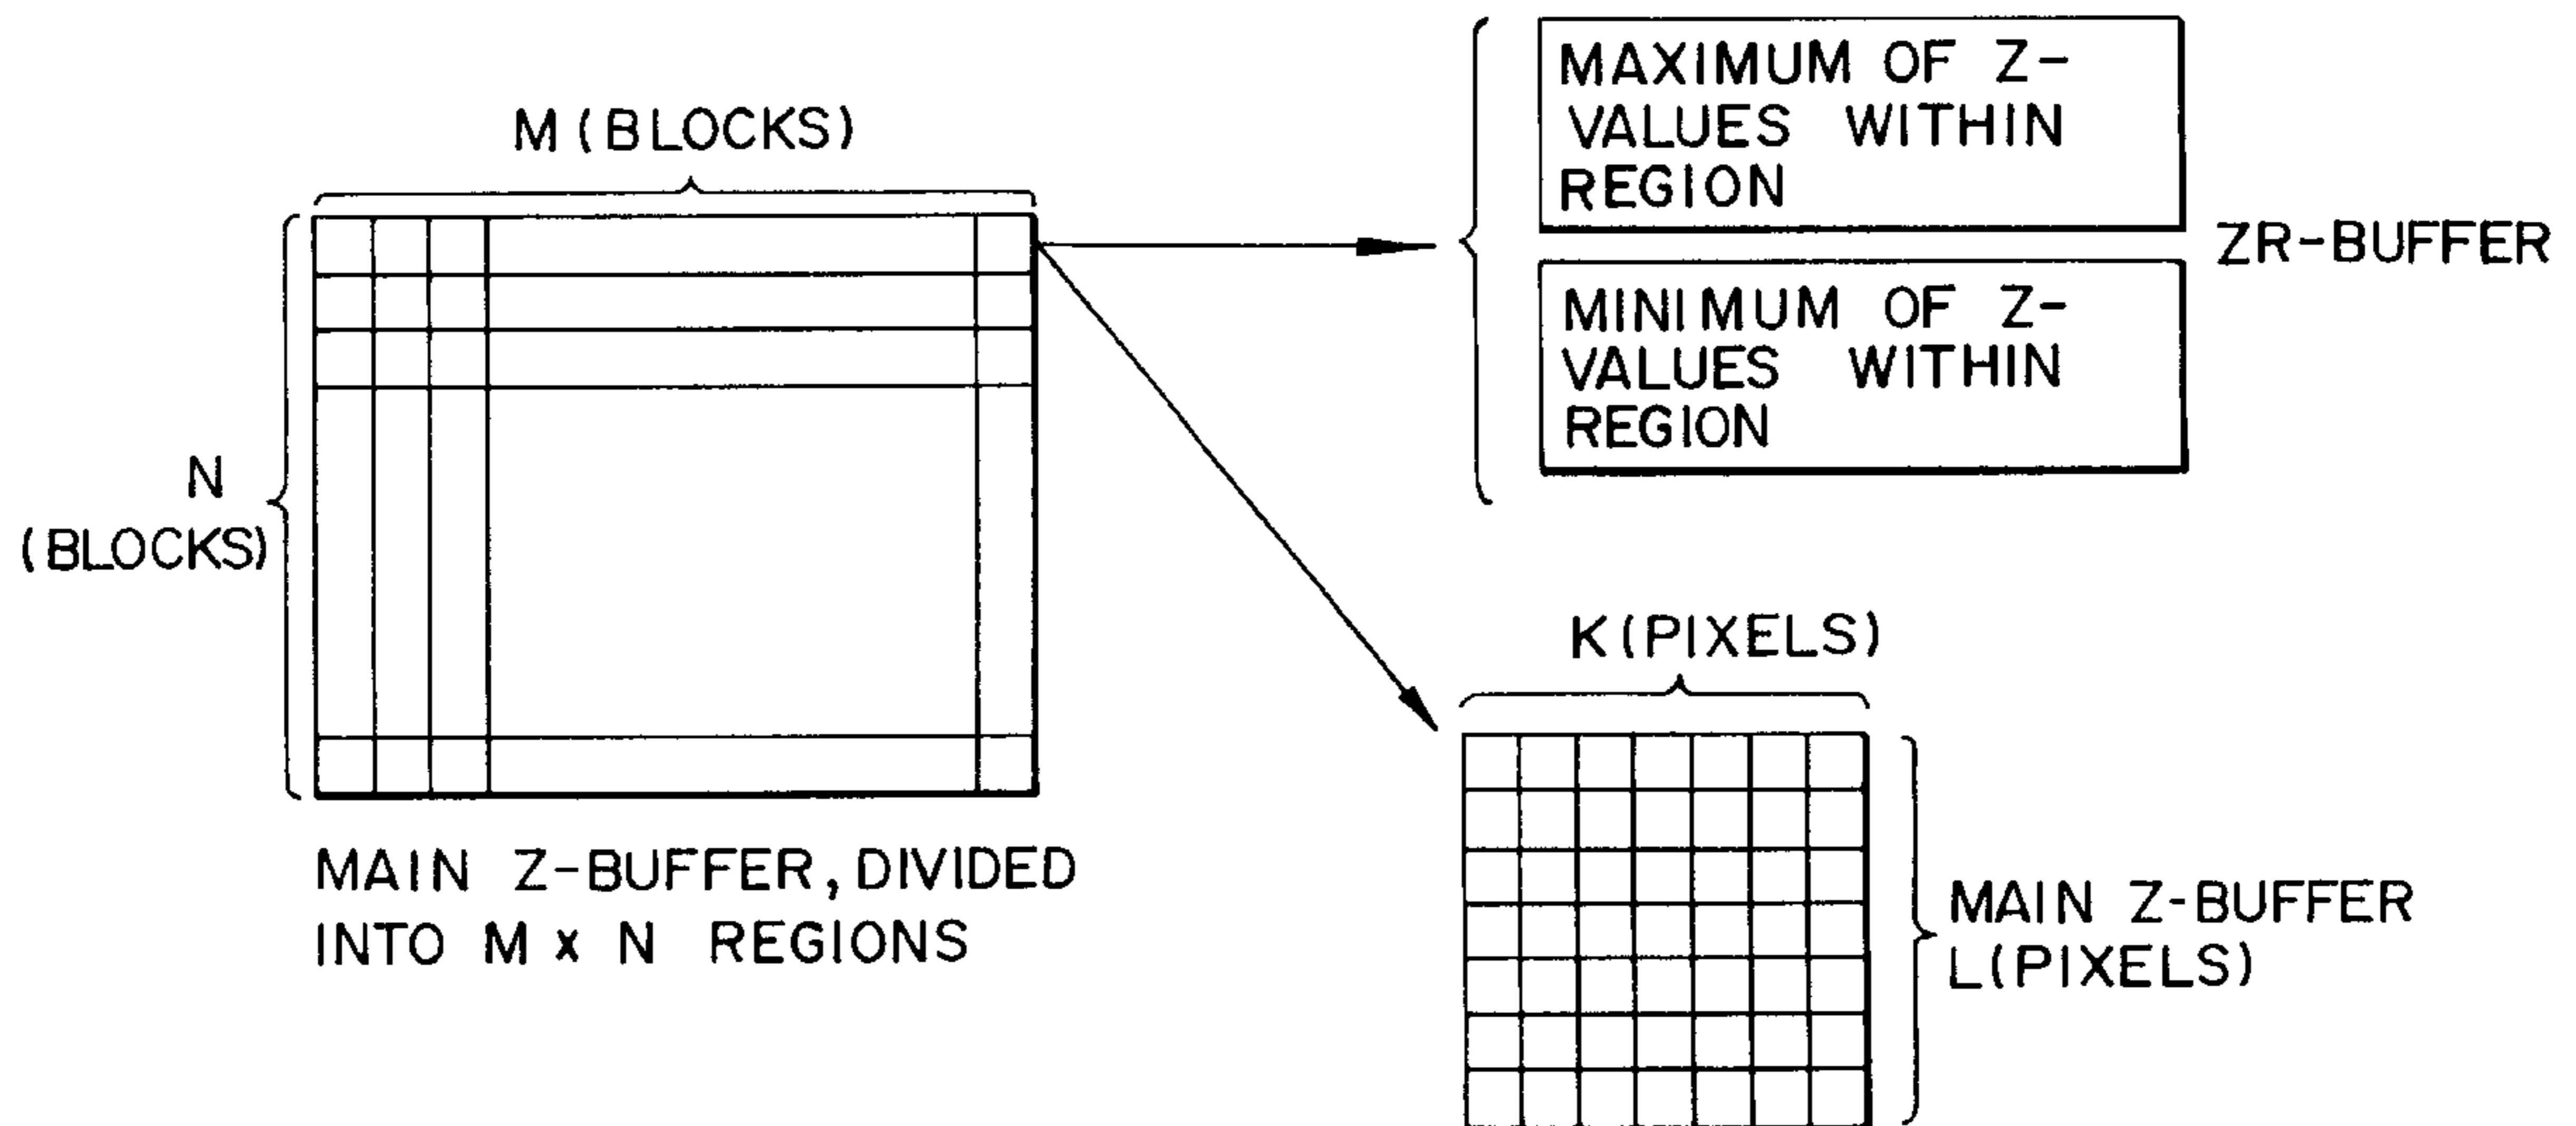 M (BLOCKS)
N
(BLOCKS)
MAIN Z-BUFFER, DIVIDED
INTO M x N REGIONS
MAXIMUM OF Z-
VALUES WITHIN
REGION
MINIMUM OF Z-
VALUES WITHIN
REGION
ZR-BUFFER
K (PIXELS)
MAIN Z-BUFFER
L(PIXELS)